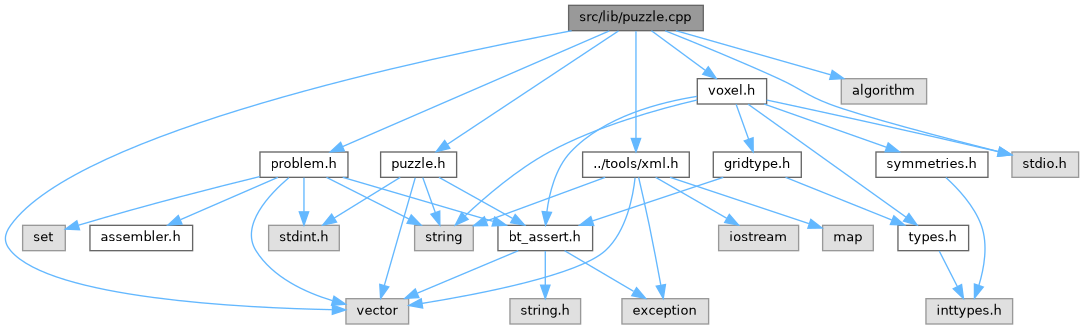 src/lib/puzzle.cpp
voxel.h
algorithm
problem.h
puzzle.h
../tools/xml.h
gridtype.h
symmetries.h
stdio.h
set
assembler.h
stdint.h
string
bt_assert.h
iostream
map
types.h
vector
string.h
exception
inttypes.h